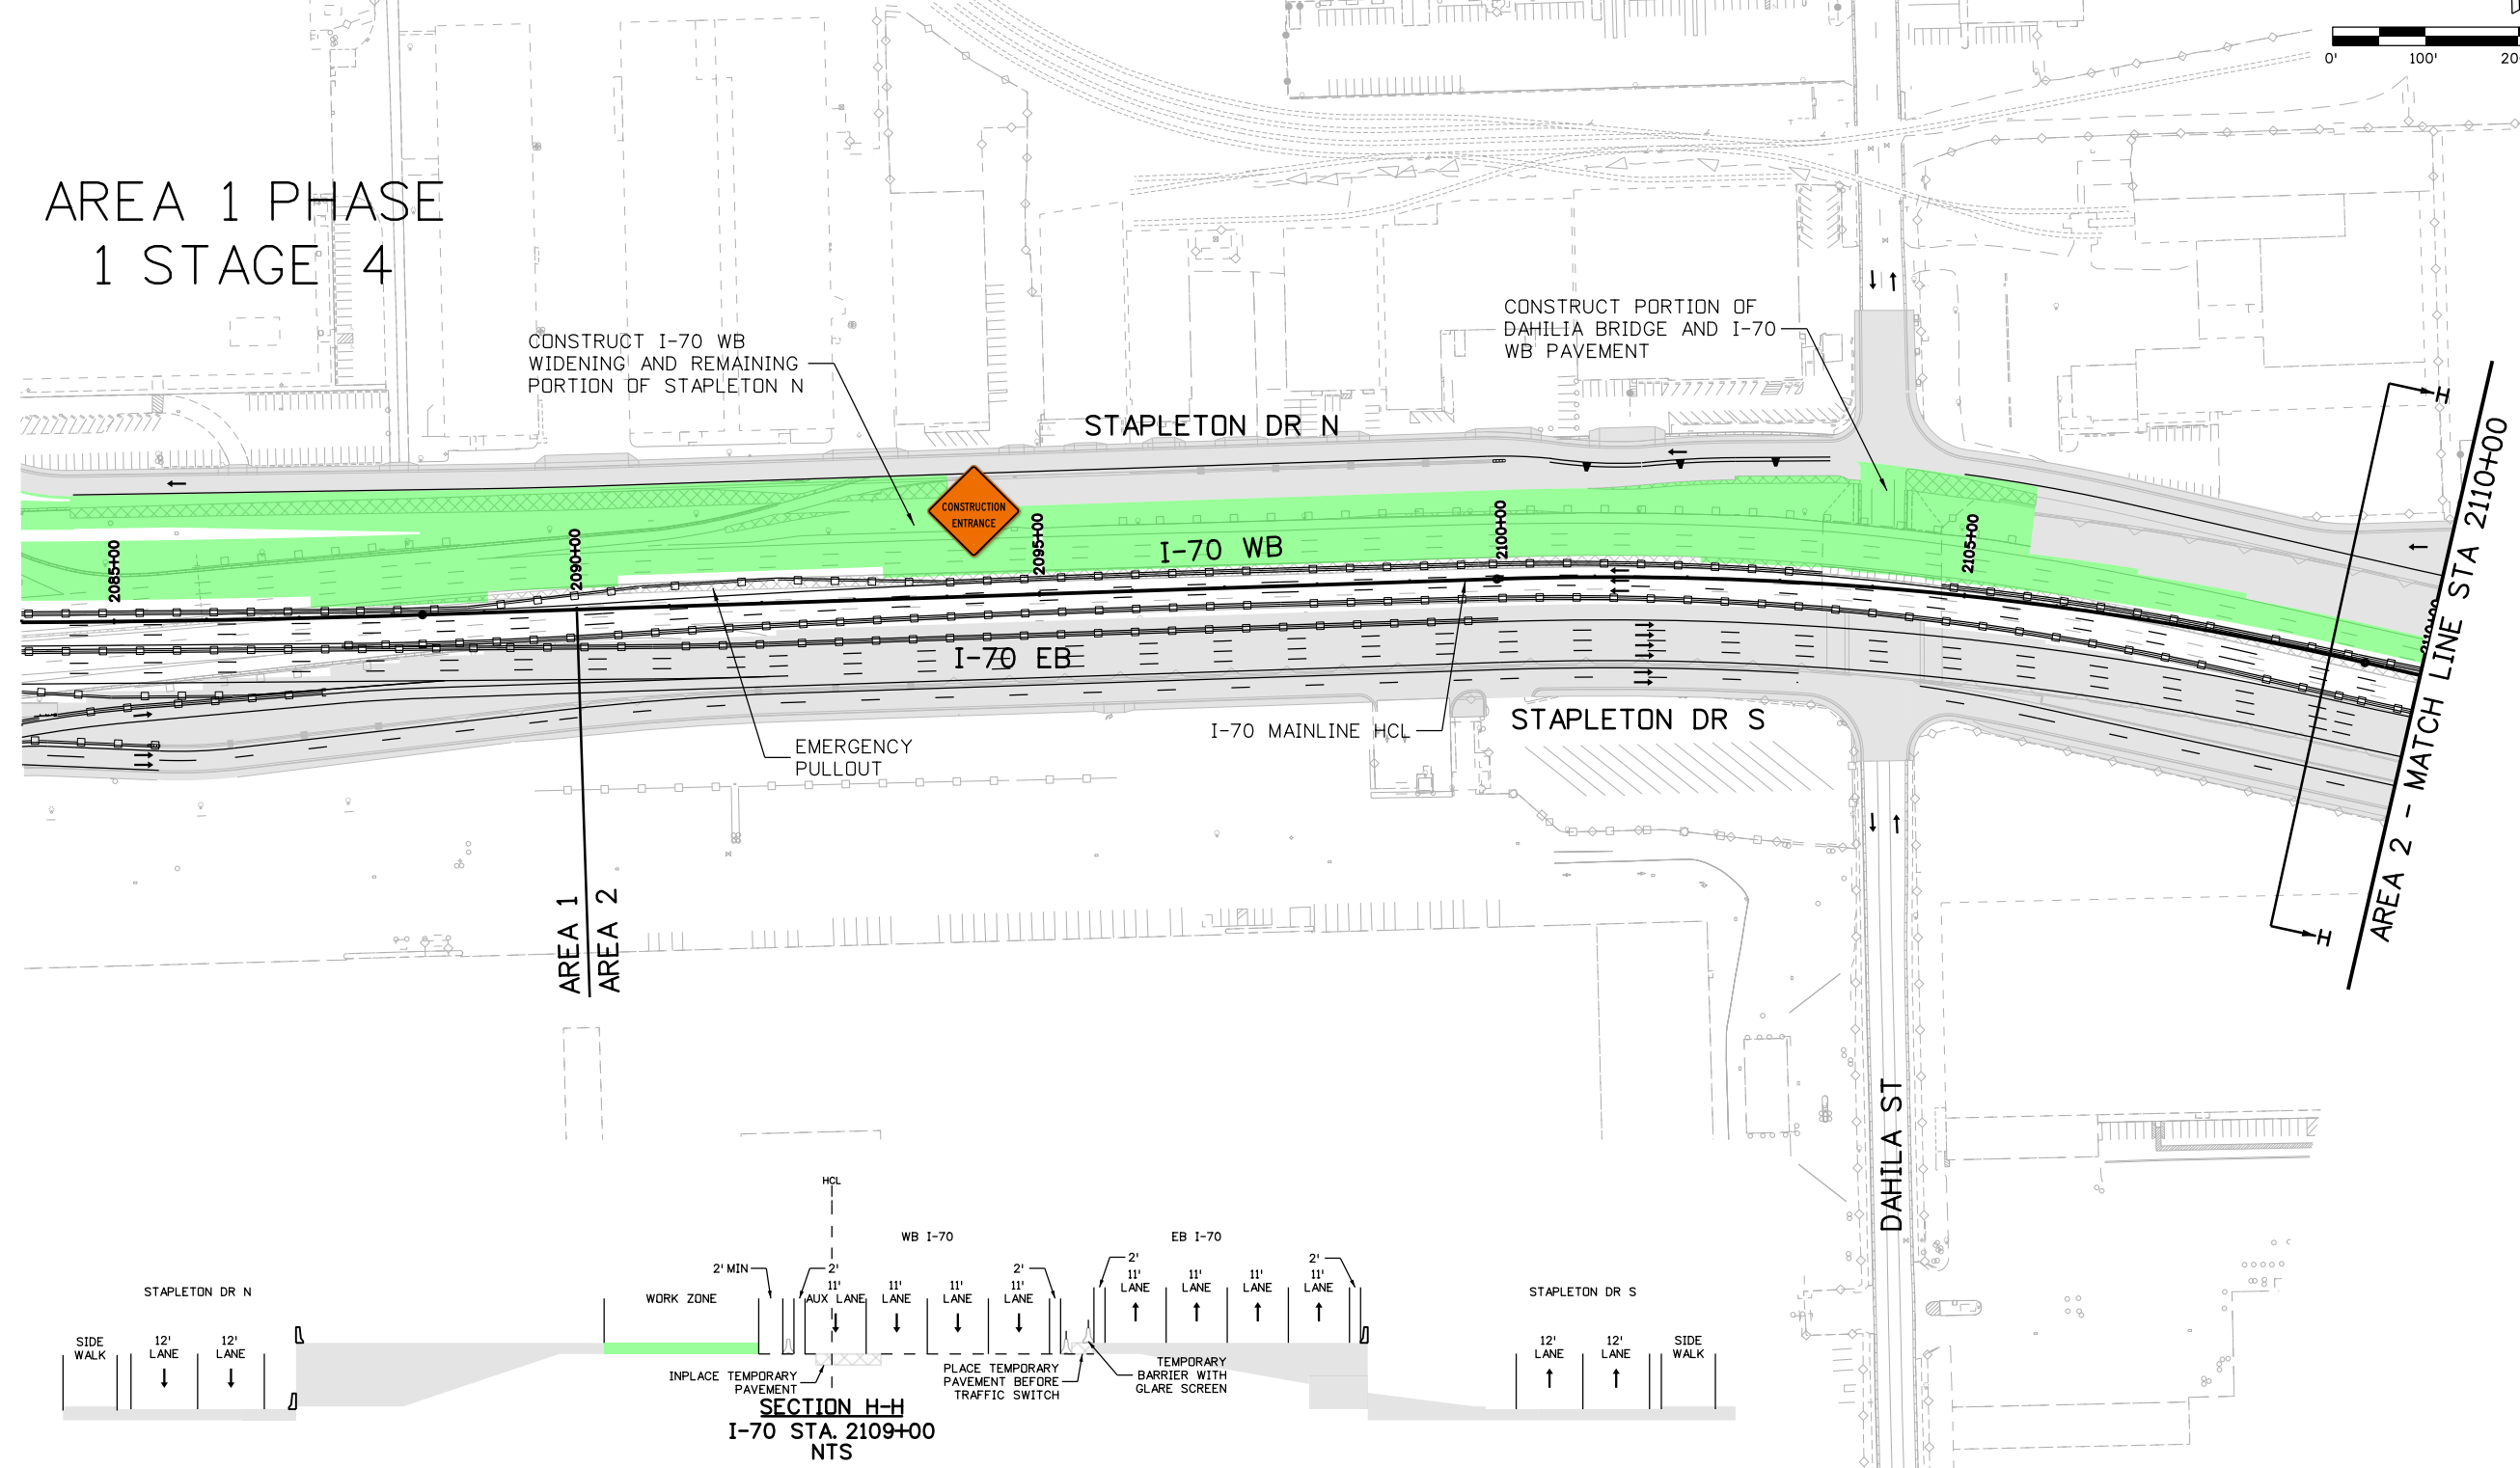 0'
100'
AREA 1 PHASE
1 STAGE 4
CONSTRUCT I-70 WB
WIDENING AND REMAINING
PORTION OF STAPLETON N
CONSTRUCT PORTION OF
DAHILIA BRIDGE AND I-70
WB PAVEMENT
STAPLETON DR N
CONSTRUCTION
ENTRANCE
H
2085+00
2090+00
2095+00
2100+00
2105+00
2110+00
I-70 WB
I-70 EB
I-70 MAINLINE HCL
STAPLETON DR S
EMERGENCY
PULLOUT
AREA 1
AREA 2
AREA 2 - MATCH LINE STA 2110+00
H
DAHILA ST
HCL
WB I-70
EB I-70
STAPLETON DR N
SIDE
WALK
12'
LANE
12'
LANE
WORK ZONE
2' MIN
2'
11'
AUX LANE
11'
LANE
11'
LANE
11'
LANE
2'
2'
11'
LANE
11'
LANE
11'
LANE
11'
LANE
2'
STAPLETON DR S
12'
LANE
12'
LANE
SIDE
WALK
INPLACE TEMPORARY
PAVEMENT
PLACE TEMPORARY
PAVEMENT BEFORE
TRAFFIC SWITCH
TEMPORARY
BARRIER WITH
GLARE SCREEN
SECTION H-H
I-70 STA. 2109+00
NTS